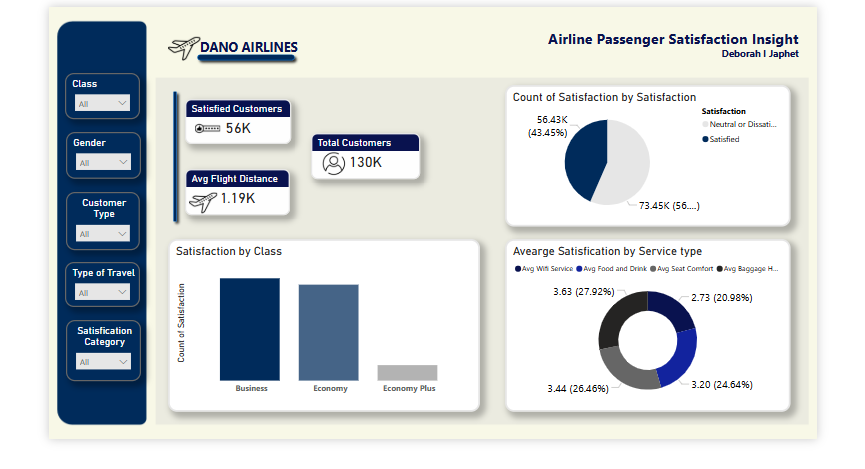 DANO AIRLINES
Airline Passenger Satisfaction Insight
Deborah I Japhet
Class
All
Gender
All
Customer
Type
All
Type of Travel
All
Satisfication
Category
All
Satisfied Customers
56K
Total Customers
130K
Avg Flight Distance
1.19K
Count of Satisfaction by Satisfaction
56.43K
(43.45%)
73.45K (56....)
Satisfaction
Neutral or Dissati...
Satisfied
Satisfaction by Class
Count of Satisfaction
Business
Economy
Economy Plus
Avearge Satisfication by Service type
Avg Wifi Service
Avg Food and Drink
Avg Seat Comfort
Avg Baggage H...
3.63 (27.92%)
2.73 (20.98%)
3.44 (26.46%)
3.20 (24.64%)